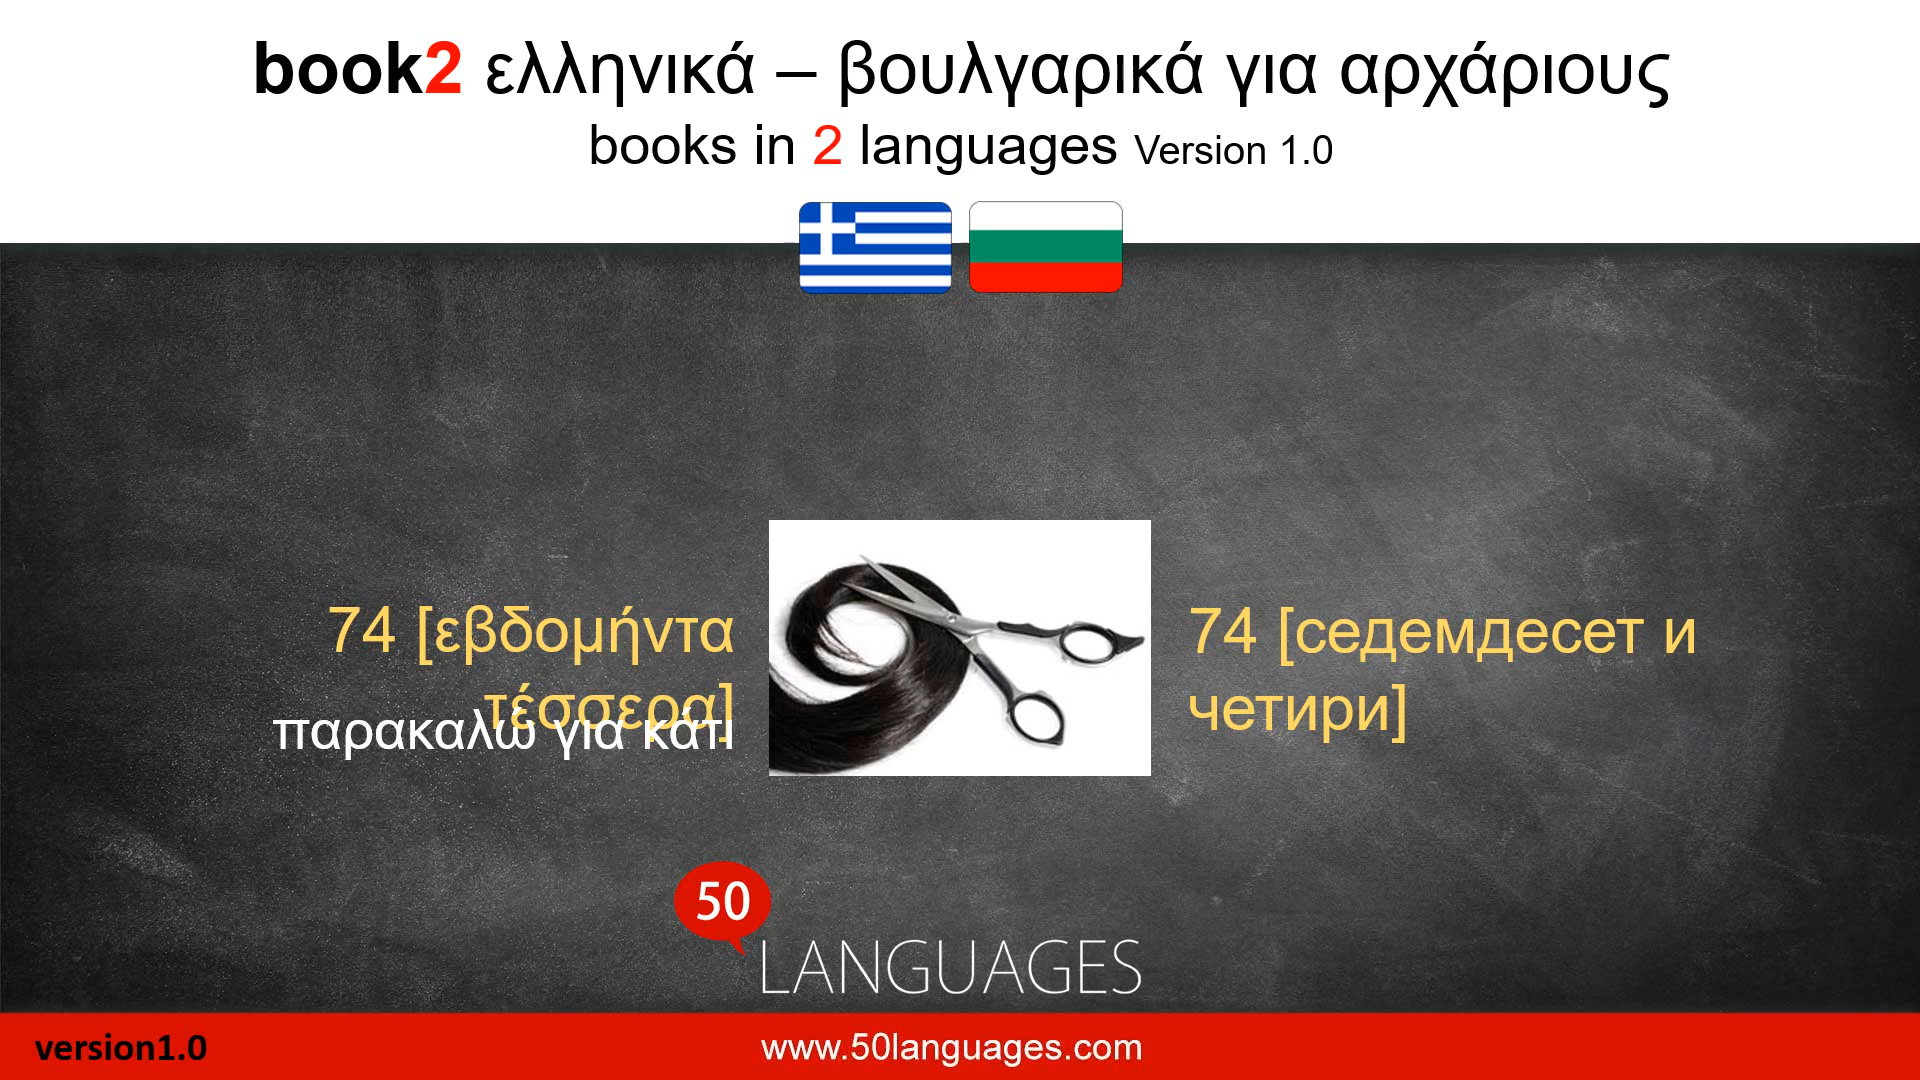 book2 ελληνικά – βουλγαρικά για αρχάριους
books in 2 languages Version 1.0
74 [εβδομήντα
τέσσερα]
παρακαλώ για κάτι
74 [седемдесет и
четири]
50
LANGUAGES
version1.0
www.50languages.com